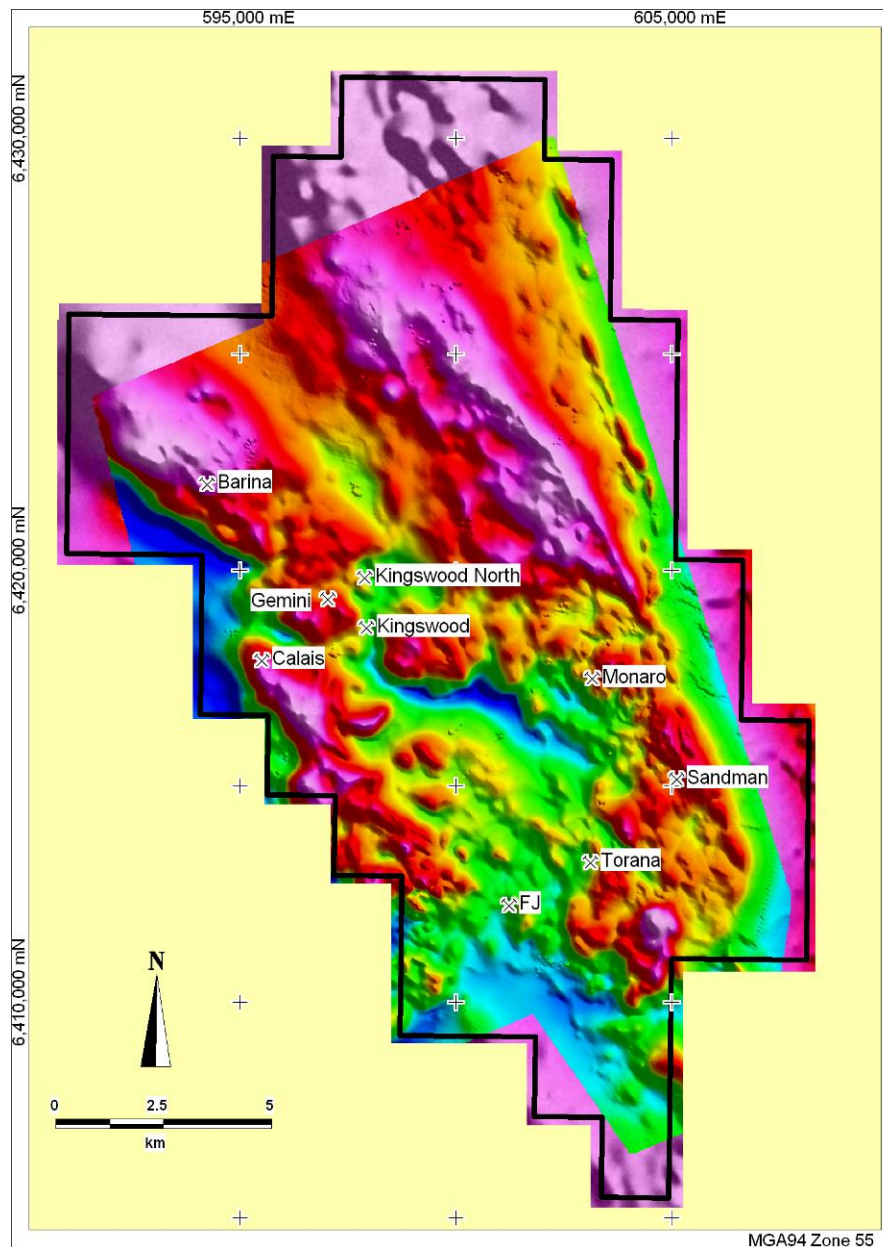 595,000 mE
605,000 mE
6,430,000 mN
Barina
6,420,000 mN
Kingswood North
Gemini
Kingswood
Calais
Monaro
Sandman
Torana
FJ
6,410,000 mN
N
0 2.5 5
km
MGA94 Zone 55